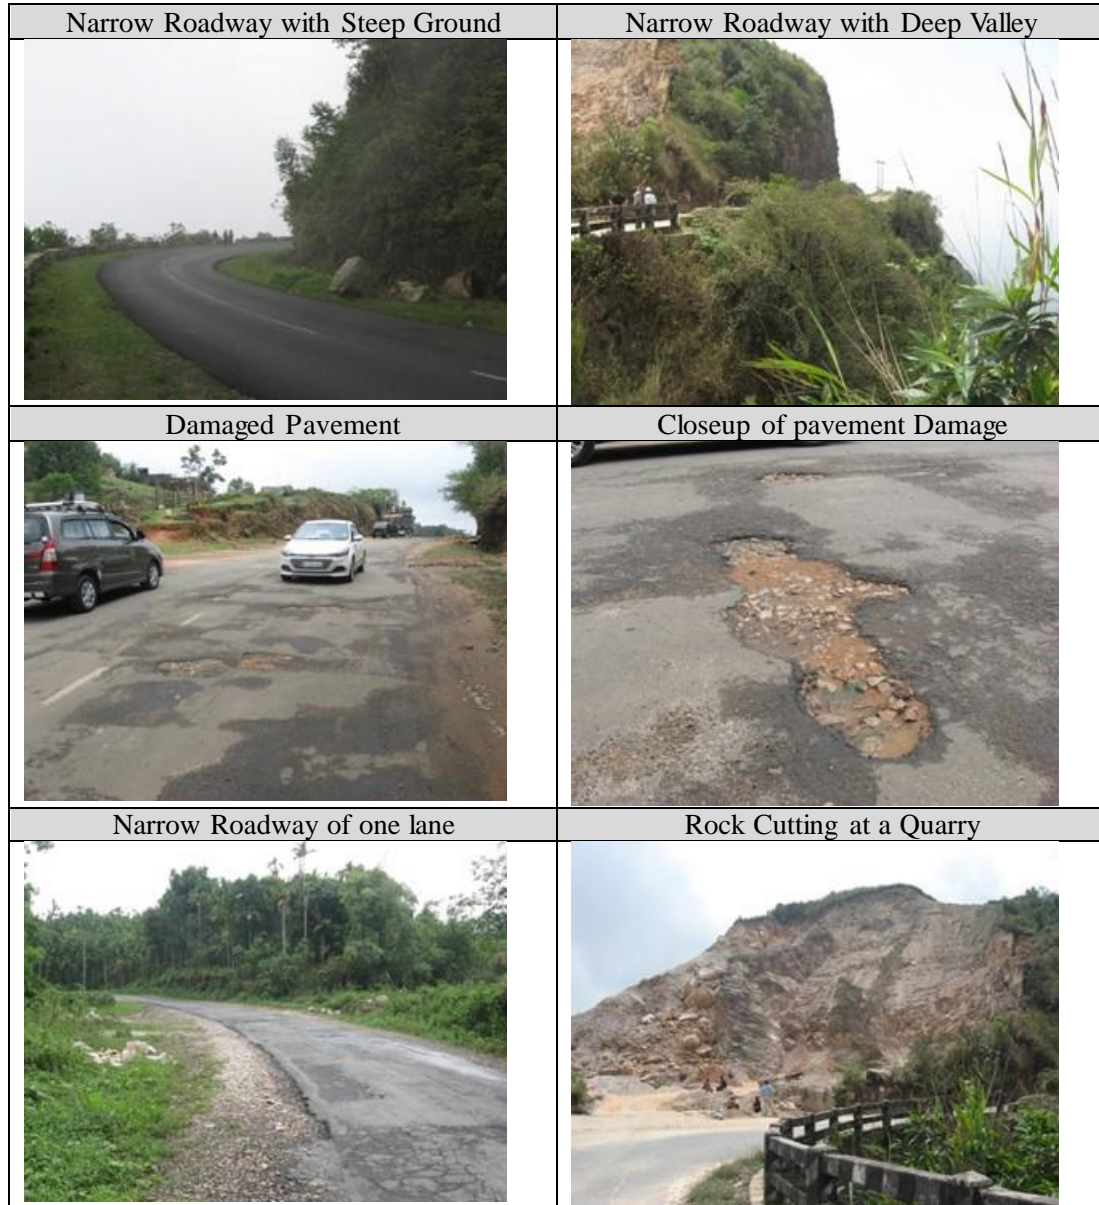 Narrow Roadway with Steep Ground
Narrow Roadway with Deep Valley
Damaged Pavement
Closeup of pavement Damage
Narrow Roadway of one lane
Rock Cutting at a Quarry